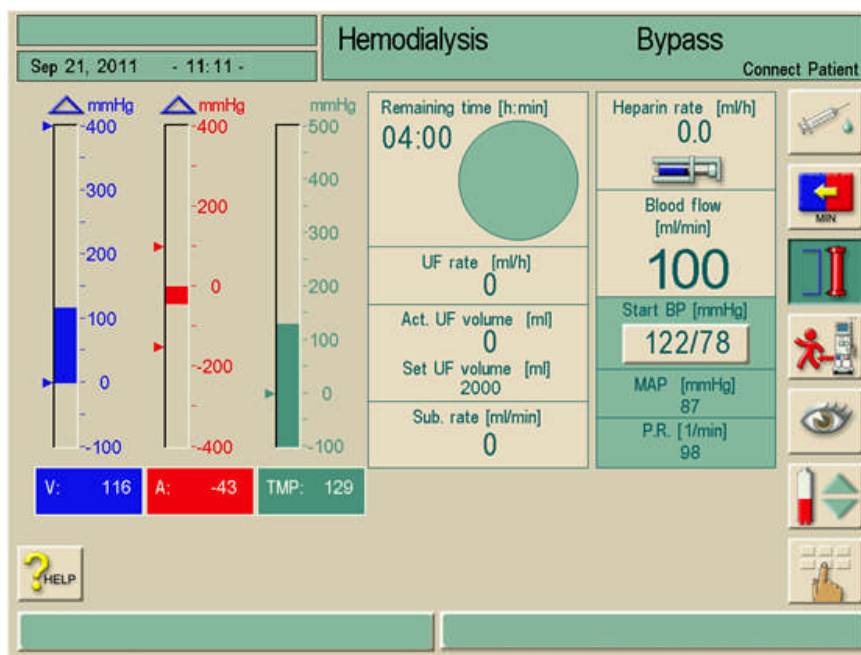 Hemodialysis Bypass
Sep 21, 2011 - 11:11 -
Connect Patient
mmHg mmHg mmHg
400 400 500
300 200 400
200 0 300
100 -200 200
0 -400 100
-100 0
-100
V: 116 A: -43 TMP: 129
Remaining time [h:min]
04:00
UF rate [ml/h]
0
Act. UF volume [ml]
0
Set UF volume [ml]
2000
Sub. rate [ml/min]
0
Heparin rate [ml/h]
0.0
Blood flow
[ml/min]
100
Start BP [mmHg]
122/78
MAP [mmHg]
87
P.R. [1/min]
98
MIN
HELP